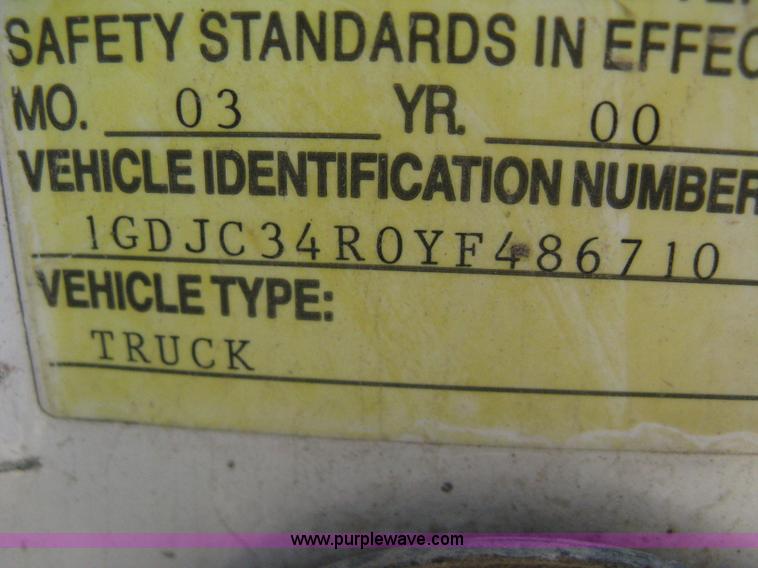 SAFETY STANDARDS IN EFFEC
MO. 03 YR. 00
VEHICLE IDENTIFICATION NUMBER
1GDJC34R0YF486710
VEHICLE TYPE:
TRUCK
www.purplewave.com